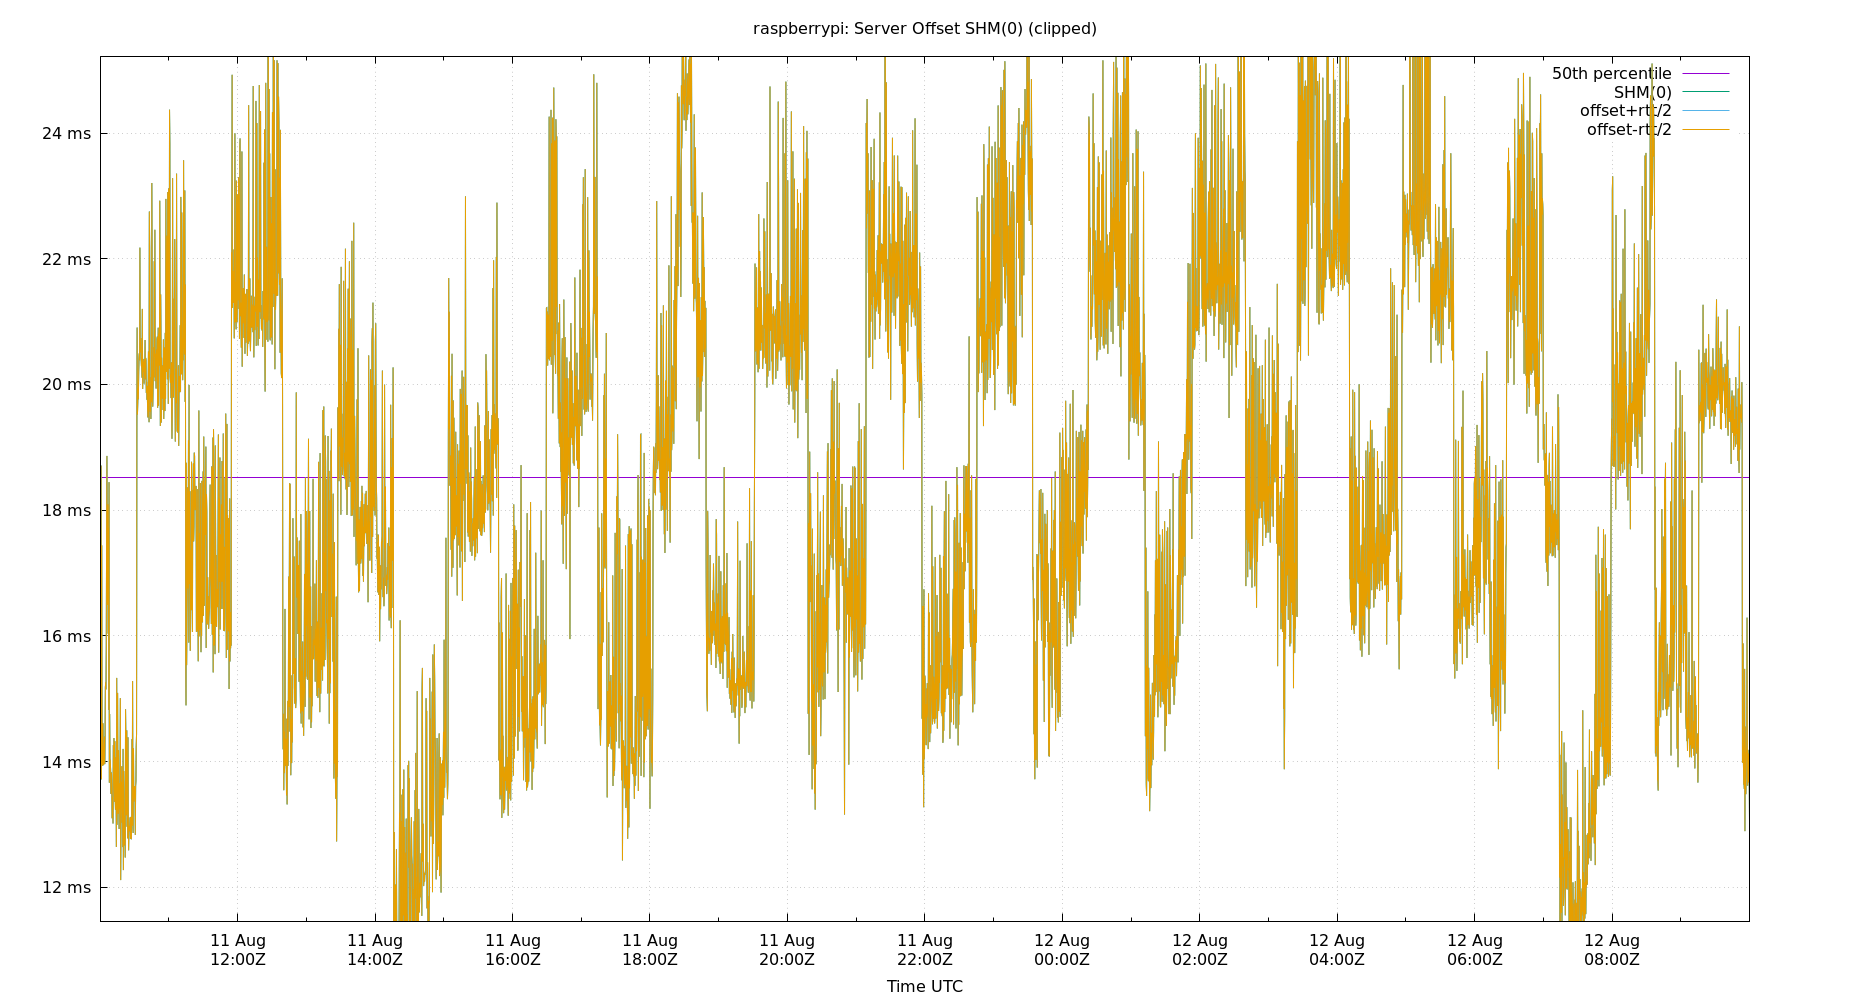 raspberrypi: Server Offset SHM(0) (clipped)
50th percentile
SHM(0)
offset+rtt/2
offset-rtt/2
24 ms
22 ms
20 ms
18 ms
16 ms
14 ms
12 ms
11 Aug 11 Aug 11 Aug 11 Aug 11 Aug 11 Aug 12 Aug 12 Aug 12 Aug 12 Aug 12 Aug
12:00Z 14:00Z 16:00Z 18:00Z 20:00Z 22:00Z 00:00Z 02:00Z 04:00Z 06:00Z 08:00Z
Time UTC